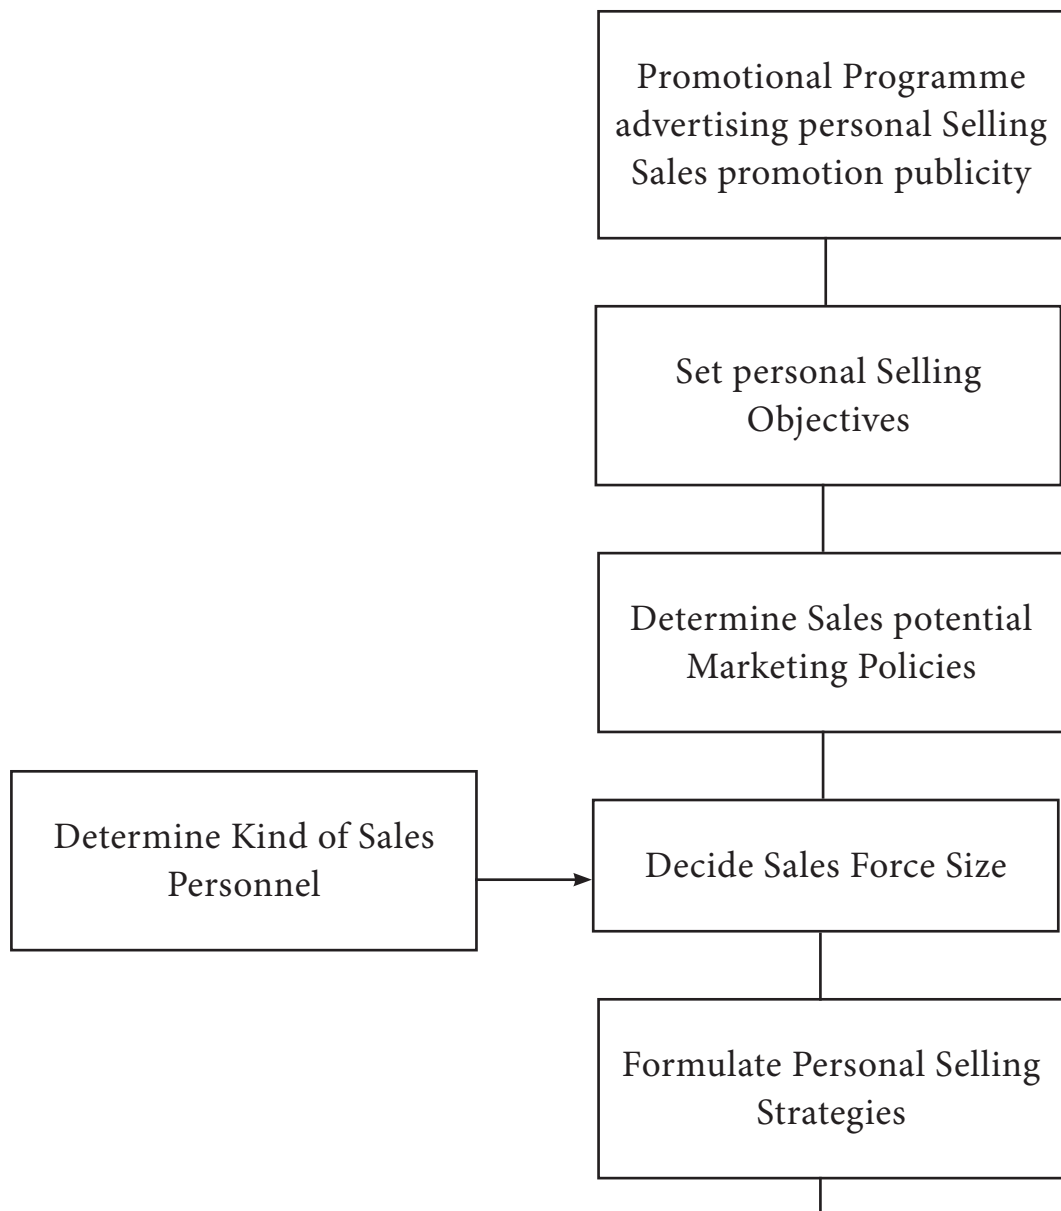 Promotional Programme
advertising personal Selling
Sales promotion publicity
Set personal Selling
Objectives
Determine Sales potential
Marketing Policies
Determine Kind of Sales
Personnel
Decide Sales Force Size
Formulate Personal Selling
Strategies